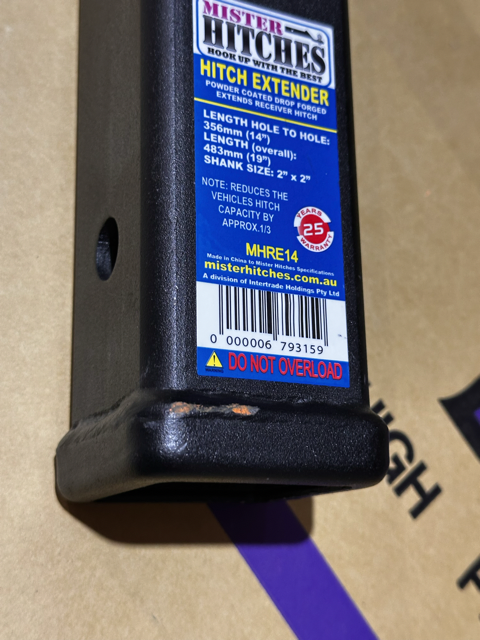 MISTER
HITCHES
HOOK UP WITH THE BEST
HITCH EXTENDER
POWDER COATED DROP FORGED
EXTENDS RECEIVER HITCH
LENGTH HOLE TO HOLE:
356mm (14")
LENGTH (overall):
483mm (19")
SHANK SIZE: 2" x 2"
NOTE: REDUCES THE
VEHICLES HITCH
CAPACITY BY
APPROX.1/3
YEARS
25
WARRANTY
MHRE14
Made in China to Mister Hitches Specifications
misterhitches.com.au
A division of Intertrade Holdings Pty Ltd
0 000006 793159
DO NOT OVERLOAD
HIGH